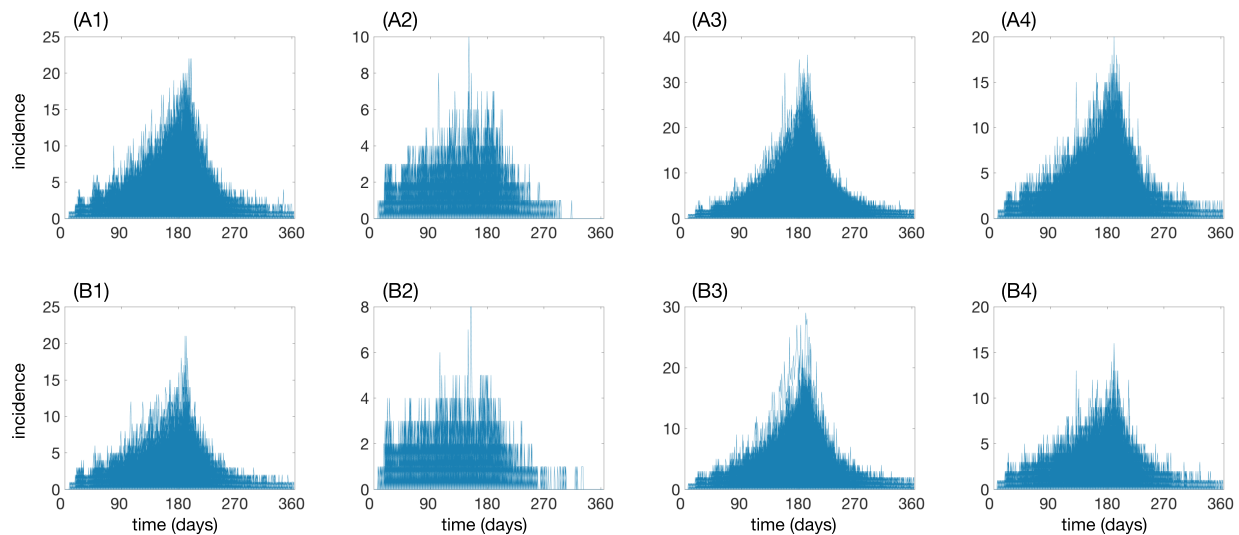 (A1) (A2) (A3) (A4)
25 10 40 20
20 8 30 15
15 6 20 10
10 4 10 5
5 2
0 0 0 0
incidence
0 90 180 270 360 0 90 180 270 360 0 90 180 270 360 0 90 180 270 360
(B1) (B2) (B3) (B4)
25 8 30 20
20 6 20 15
15 4 10 10
10 2 5
5
0 0 0 0
incidence
0 90 180 270 360 0 90 180 270 360 0 90 180 270 360 0 90 180 270 360
time (days) time (days) time (days) time (days)